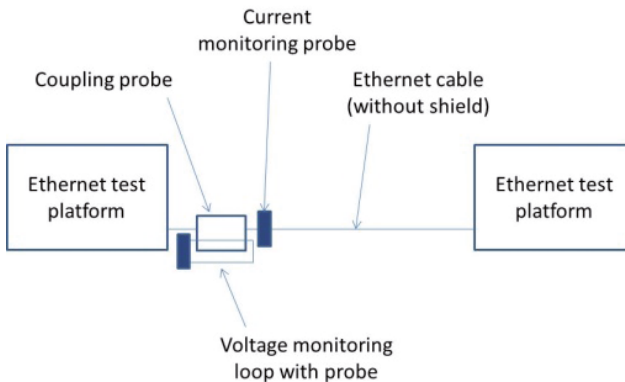 Current
monitoring probe
Coupling probe
Ethernet cable
(without shield)
Ethernet test
platform
Ethernet test
platform
Voltage monitoring
loop with probe